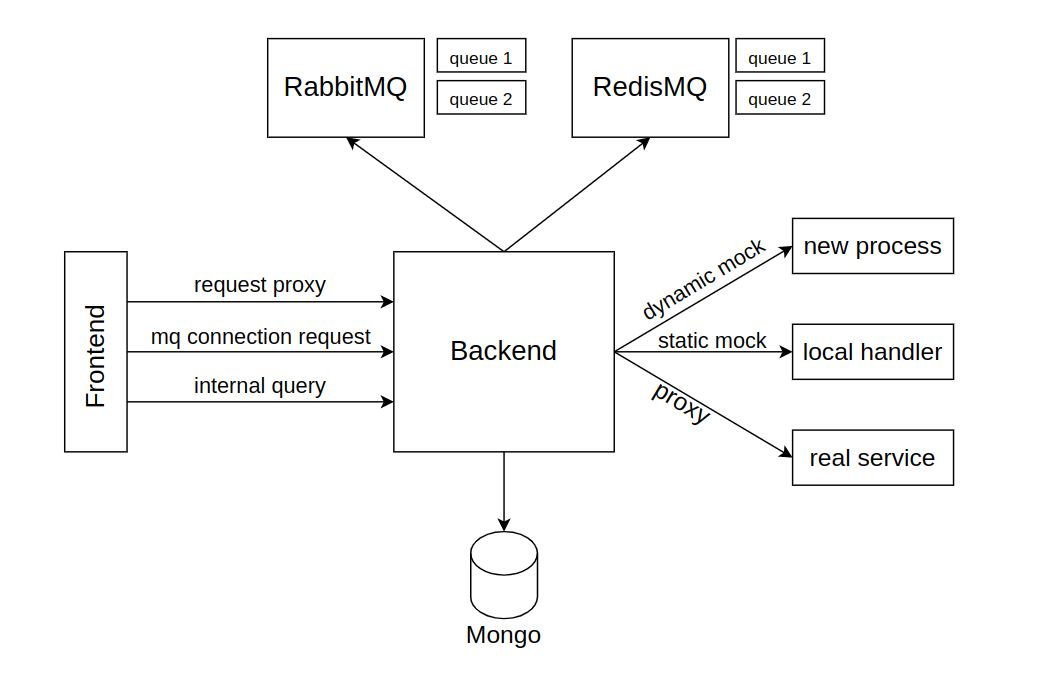 RabbitMQ
queue 1
queue 2
RedisMQ
queue 1
queue 2
Frontend
request proxy
mq connection request
internal query
Backend
dynamic mock
static mock
proxy
new process
local handler
real service
Mongo